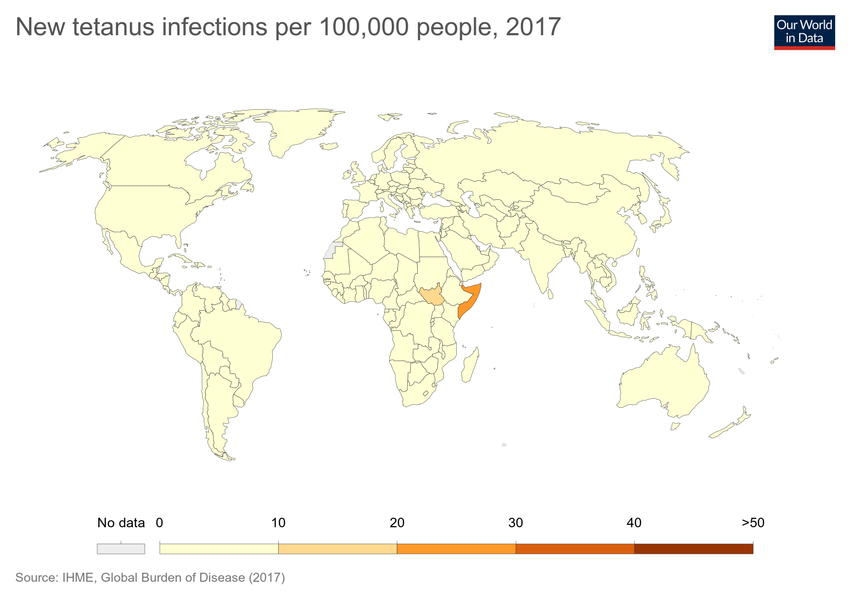 New tetanus infections per 100,000 people, 2017
Our World
in Data
No data 0 10 20 30 40 >50
Source: IHME, Global Burden of Disease (2017)